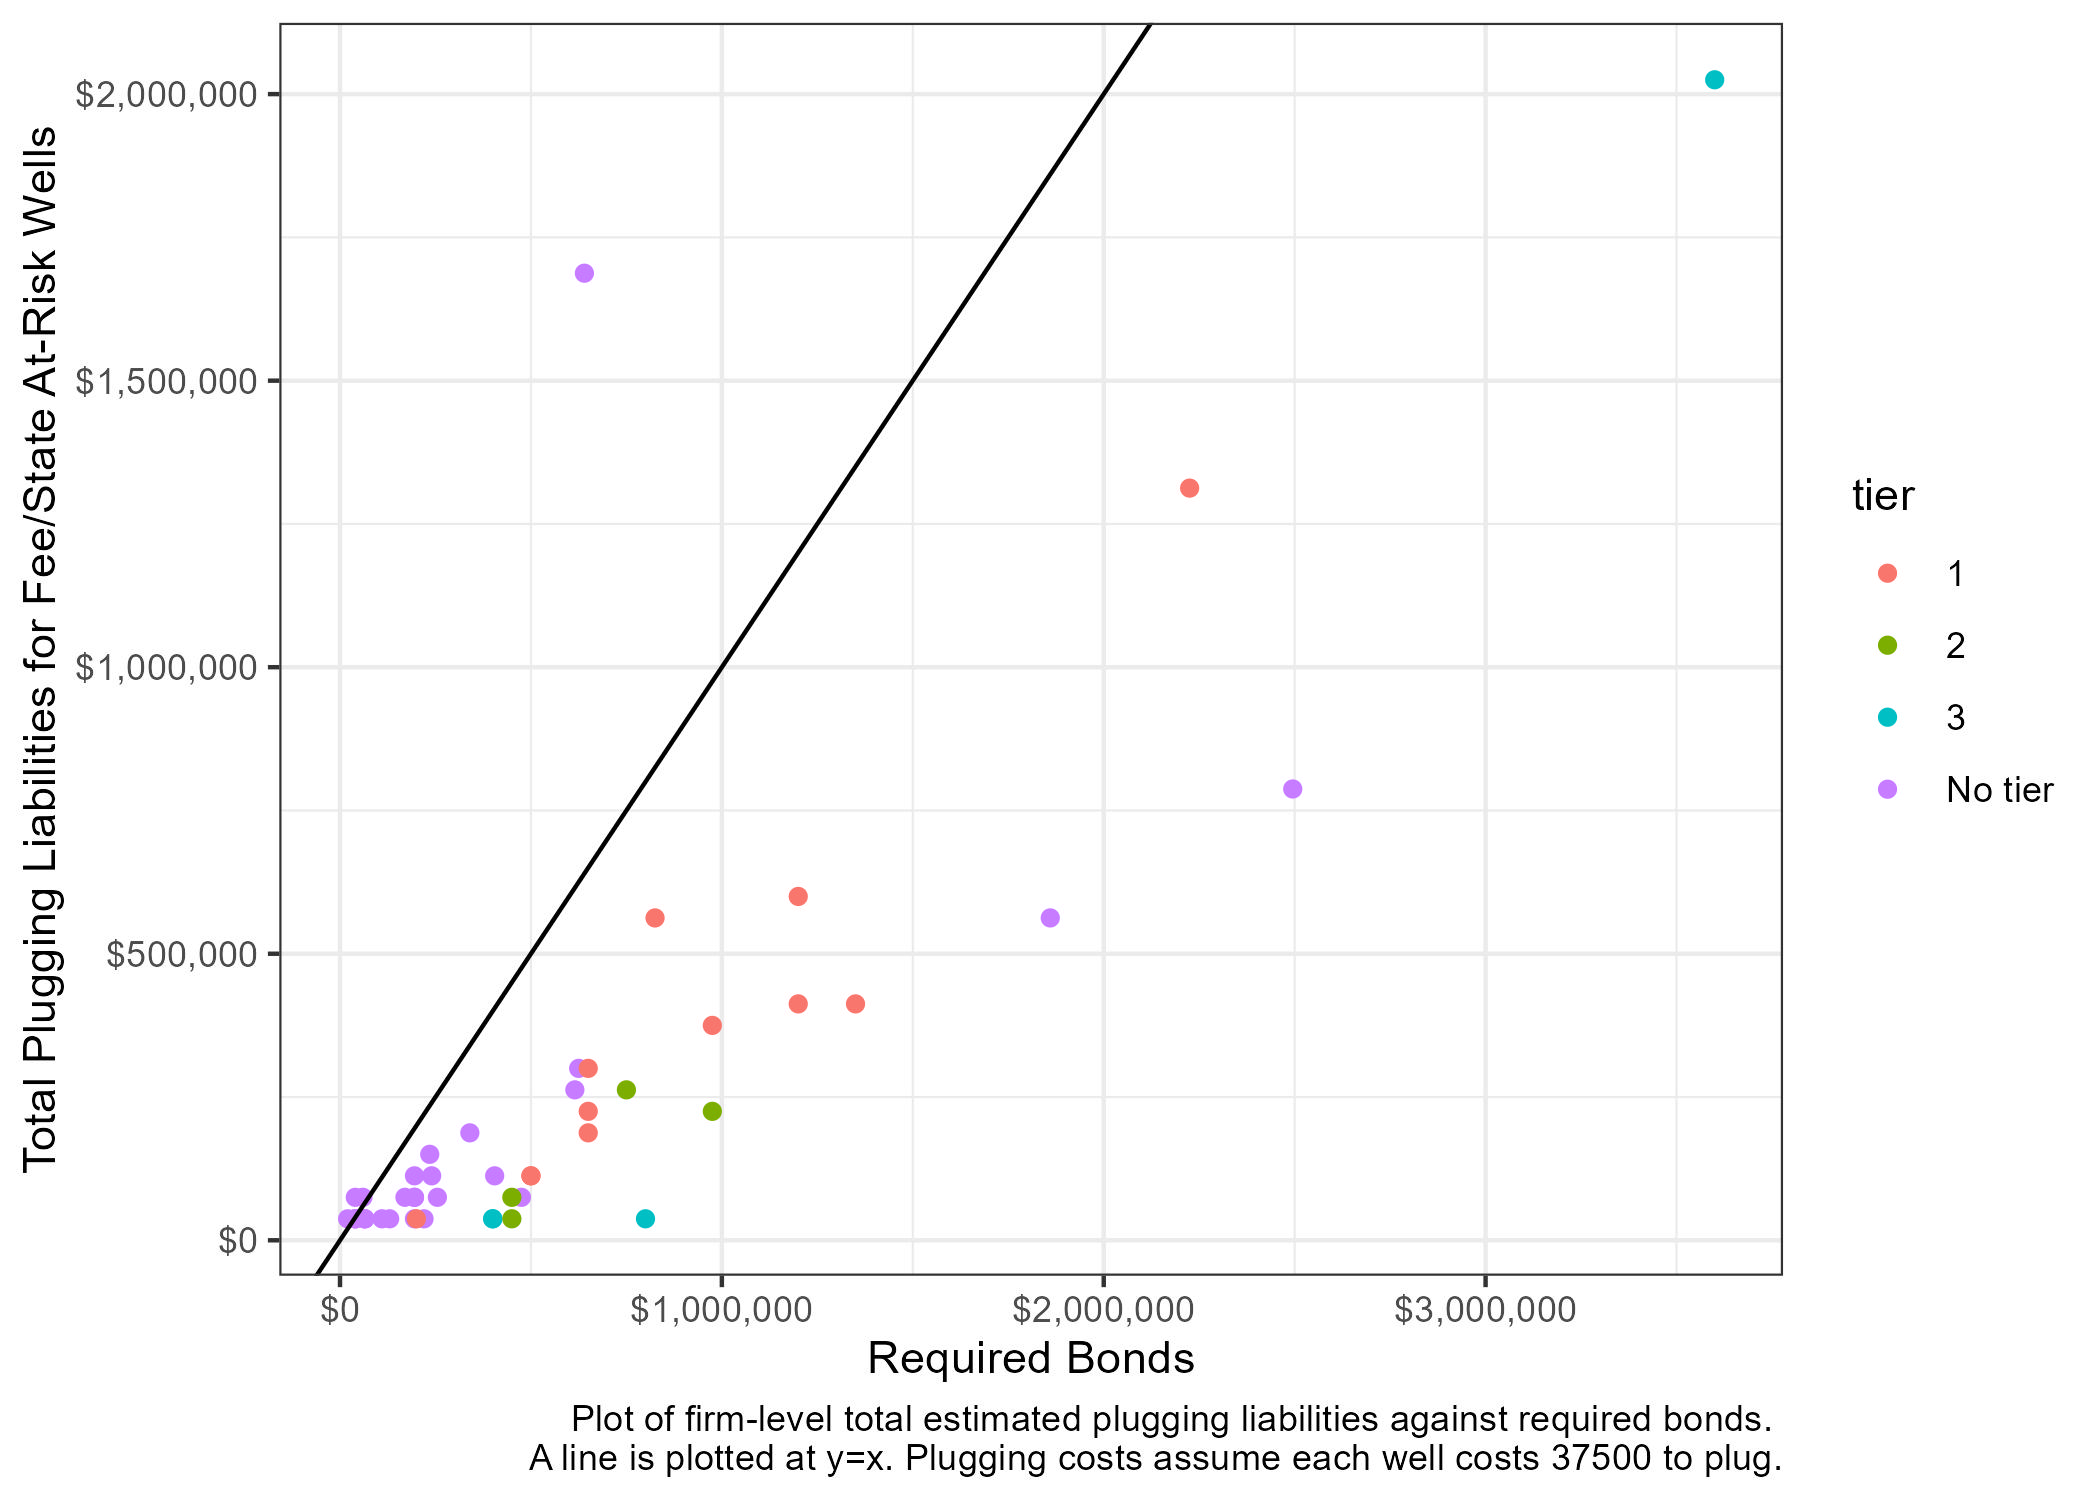 Total Plugging Liabilities for Fee/State At-Risk Wells
$2,000,000
$1,500,000
$1,000,000
$500,000
$0
$0
$1,000,000
$2,000,000
$3,000,000
Required Bonds
tier
1
2
3
No tier
Plot of firm-level total estimated plugging liabilities against required bonds.
A line is plotted at y=x. Plugging costs assume each well costs 37500 to plug.